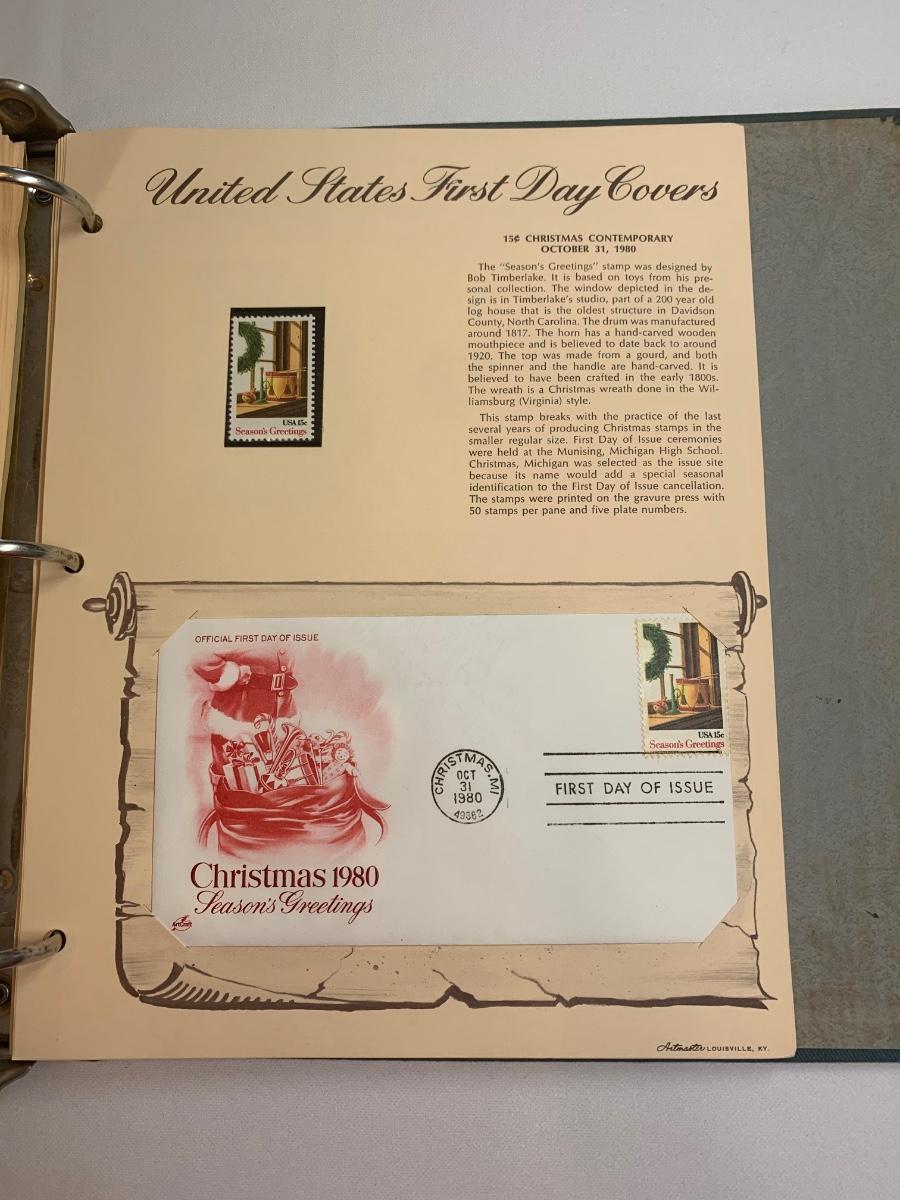 United States First Day Covers
15¢ CHRISTMAS CONTEMPORARY
OCTOBER 31, 1980
The "Season's Greetings" stamp was designed by
Bob Timberlake. It is based on toys from his per-
sonal collection. The window depicted in the de-
sign is in Timberlake's studio, part of a 200 year old
log house that is the oldest structure in Davidson
County, North Carolina. The drum was manufactured
around 1817. The horn has a hand-carved wooden
mouthpiece and is believed to date back to around
1920. The top was made from a gourd, and both
the spinner and the handle are hand-carved. It is
believed to have been crafted in the early 1800s.
The wreath is a Christmas wreath done in the Wil-
liamsburg (Virginia) style.
This stamp breaks with the practice of the last
several years of producing Christmas stamps in the
smaller regular size. First Day of Issue ceremonies
were held at the Munising, Michigan High School.
Christmas, Michigan was selected as the issue site
because its name would add a special seasonal
identification to the First Day of Issue cancellation.
The stamps were printed on the gravure press with
50 stamps per pane and five plate numbers.
USA 15c
Season's Greetings
OFFICIAL FIRST DAY OF ISSUE
USA 15c
Season's Greetings
CHRISTMAS, MI
OCT
31
1980
49862
FIRST DAY OF ISSUE
Christmas 1980
Season's Greetings
ArtCraft
Artmaster LOUISVILLE, KY.